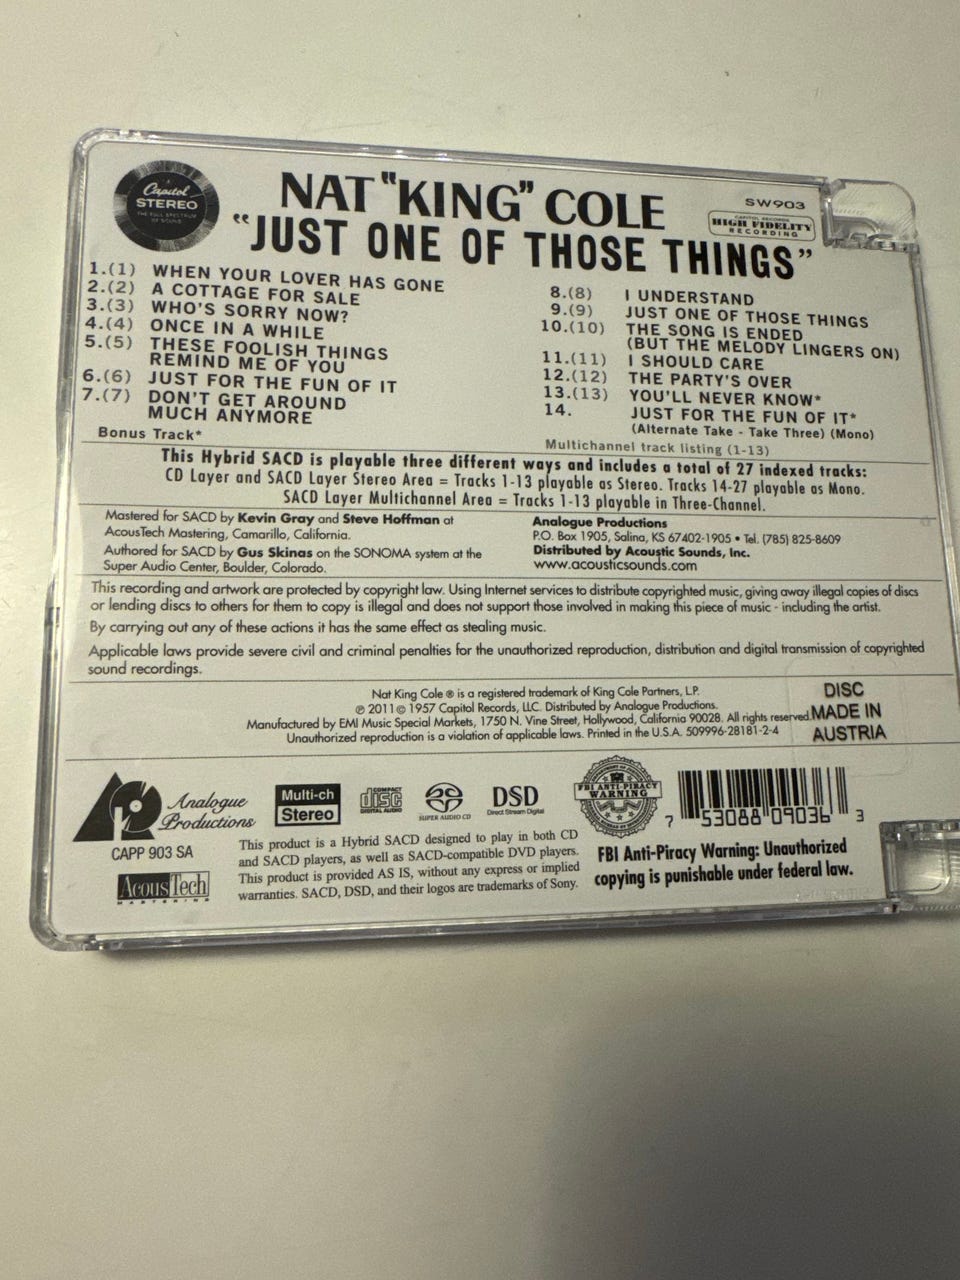 Capitol
STEREO
THE FULL SPECTRUM
OF SOUND
NAT "KING" COLE
"JUST ONE OF THOSE THINGS"
SW903
CAPITOL RECORDS
HIGH FIDELITY
RECORDING
1.(1) WHEN YOUR LOVER HAS GONE
2.(2) A COTTAGE FOR SALE
3.(3) WHO'S SORRY NOW?
4.(4) ONCE IN A WHILE
5.(5) THESE FOOLISH THINGS
REMIND ME OF YOU
6.(6) JUST FOR THE FUN OF IT
7.(7) DON'T GET AROUND
MUCH ANYMORE
Bonus Track*
8.(8) I UNDERSTAND
9.(9) JUST ONE OF THOSE THINGS
10.(10) THE SONG IS ENDED
(BUT THE MELODY LINGERS ON)
11.(11) I SHOULD CARE
12.(12) THE PARTY'S OVER
13.(13) YOU'LL NEVER KNOW*
14. JUST FOR THE FUN OF IT*
(Alternate Take - Take Three) (Mono)
Multichannel track listing (1-13)
This Hybrid SACD is playable three different ways and includes a total of 27 indexed tracks:
CD Layer and SACD Layer Stereo Area = Tracks 1-13 playable as Stereo. Tracks 14-27 playable as Mono.
SACD Layer Multichannel Area = Tracks 1-13 playable in Three-Channel.
Mastered for SACD by Kevin Gray and Steve Hoffman at
AcousTech Mastering, Camarillo, California.
Authored for SACD by Gus Skinas on the SONOMA system at the
Super Audio Center, Boulder, Colorado.
Analogue Productions
P.O. Box 1905, Salina, KS 67402-1905 • Tel. (785) 825-8609
Distributed by Acoustic Sounds, Inc.
www.acousticsounds.com
This recording and artwork are protected by copyright law. Using Internet services to distribute copyrighted music, giving away illegal copies of discs
or lending discs to others for them to copy is illegal and does not support those involved in making this piece of music - including the artist.
By carrying out any of these actions it has the same effect as stealing music.
Applicable laws provide severe civil and criminal penalties for the unauthorized reproduction, distribution and digital transmission of copyrighted
sound recordings.
Nat King Cole ® is a registered trademark of King Cole Partners, L.P.
℗ 2011 © 1957 Capitol Records, LLC. Distributed by Analogue Productions.
Manufactured by EMI Music Special Markets, 1750 N. Vine Street, Hollywood, California 90028. All rights reserved.
Unauthorized reproduction is a violation of applicable laws. Printed in the U.S.A. 509996-28181-2-4
DISC
MADE IN
AUSTRIA
Analogue
Productions
CAPP 903 SA
AcousTech
MASTERING
Multi-ch
Stereo
COMPACT
disc
DIGITAL AUDIO
SUPER AUDIO CD
DSD
Direct Stream Digital
This product is a Hybrid SACD designed to play in both CD
and SACD players, as well as SACD-compatible DVD players.
This product is provided AS IS, without any express or implied
warranties. SACD, DSD, and their logos are trademarks of Sony.
FBI ANTI-PIRACY
WARNING
7 53088 09036 3
FBI Anti-Piracy Warning: Unauthorized
copying is punishable under federal law.